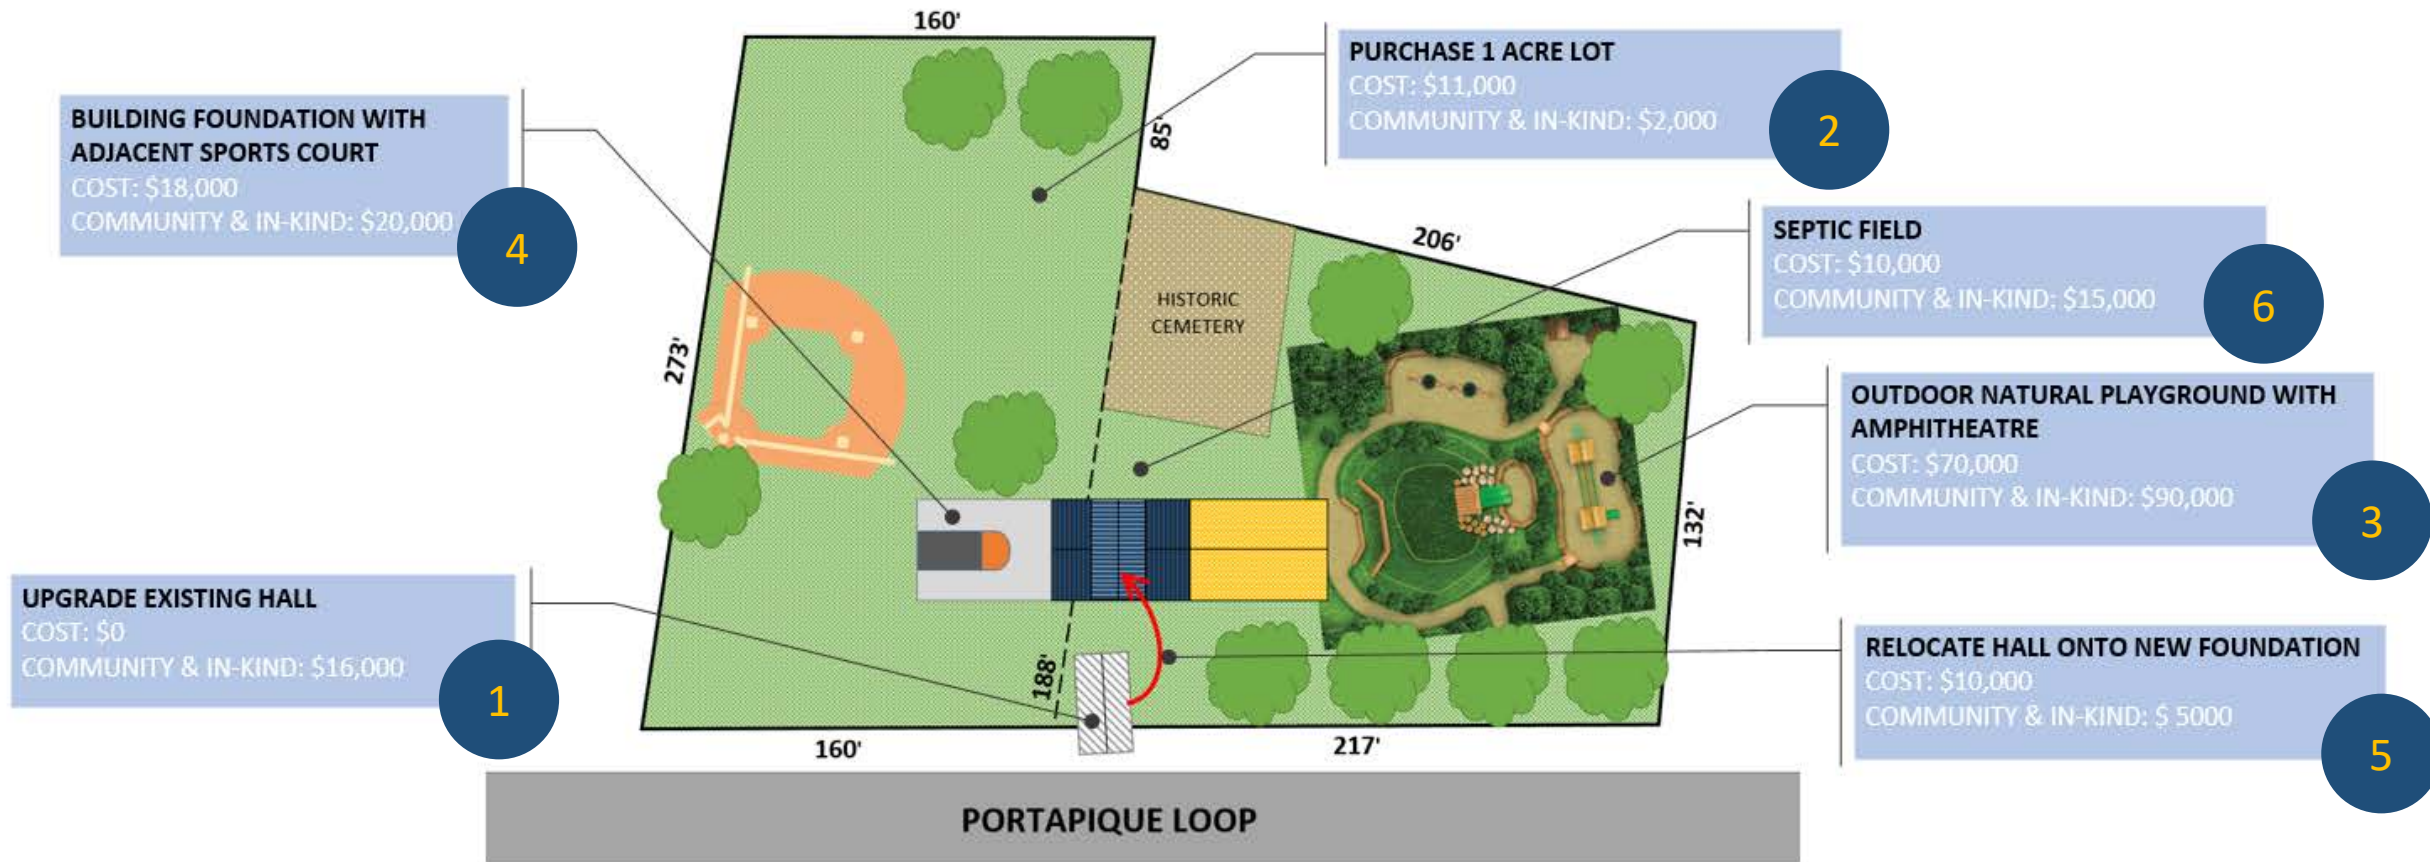 160'
PURCHASE 1 ACRE LOT
COST: $11,000
COMMUNITY & IN-KIND: $2,000
2
BUILDING FOUNDATION WITH
ADJACENT SPORTS COURT
COST: $18,000
COMMUNITY & IN-KIND: $20,000
4
85'
206'
SEPTIC FIELD
COST: $10,000
COMMUNITY & IN-KIND: $15,000
6
HISTORIC
CEMETERY
273'
OUTDOOR NATURAL PLAYGROUND WITH
AMPHITHEATRE
COST: $70,000
COMMUNITY & IN-KIND: $90,000
3
132'
UPGRADE EXISTING HALL
COST: $0
COMMUNITY & IN-KIND: $16,000
1
188'
RELOCATE HALL ONTO NEW FOUNDATION
COST: $10,000
COMMUNITY & IN-KIND: $ 5000
5
160'
217'
PORTAPIQUE LOOP